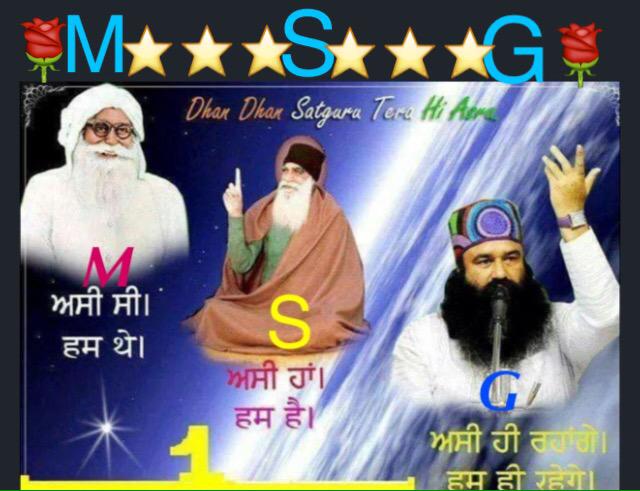 M S G
Dhan Dhan Satguru Tera Hi Asra
M
ਅਸੀ ਸੀ।
हम थे।
S
ਅਸੀ ਹਾਂ।
हम है।
G
ਅਸੀ ਹੀ ਰਹਾਂਗੇ।
हम ही रहेगे।
1